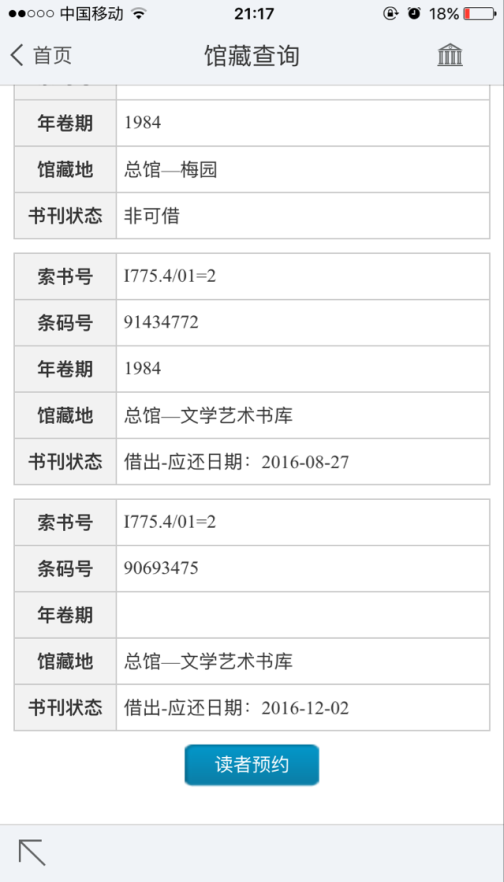 中国移动 21:17 18%
首页 馆藏查询
年卷期 1984
馆藏地 总馆—梅园
书刊状态 非可借
索书号 I775.4/01=2
条码号 91434772
年卷期 1984
馆藏地 总馆—文学艺术书库
书刊状态 借出-应还日期：2016-08-27
索书号 I775.4/01=2
条码号 90693475
年卷期
馆藏地 总馆—文学艺术书库
书刊状态 借出-应还日期：2016-12-02
读者预约